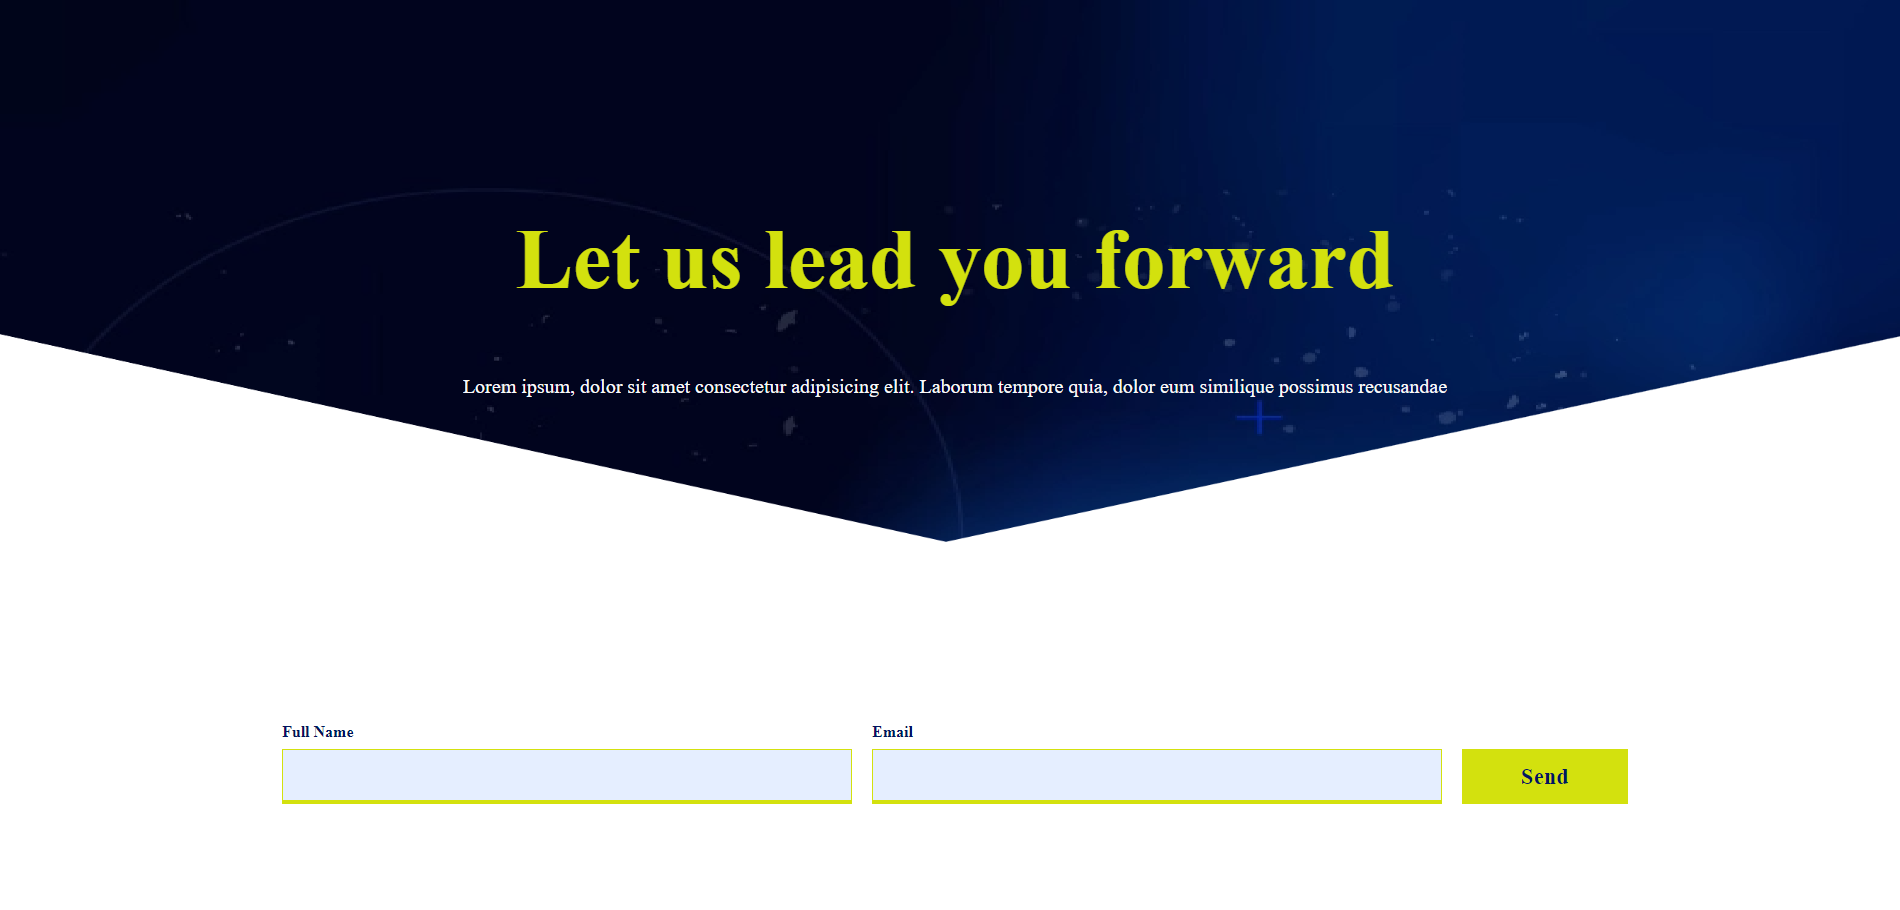 Let us lead you forward
Lorem ipsum, dolor sit amet consectetur adipisicing elit. Laborum tempore quia, dolor eum similique possimus recusandae
Full Name
Email
Send